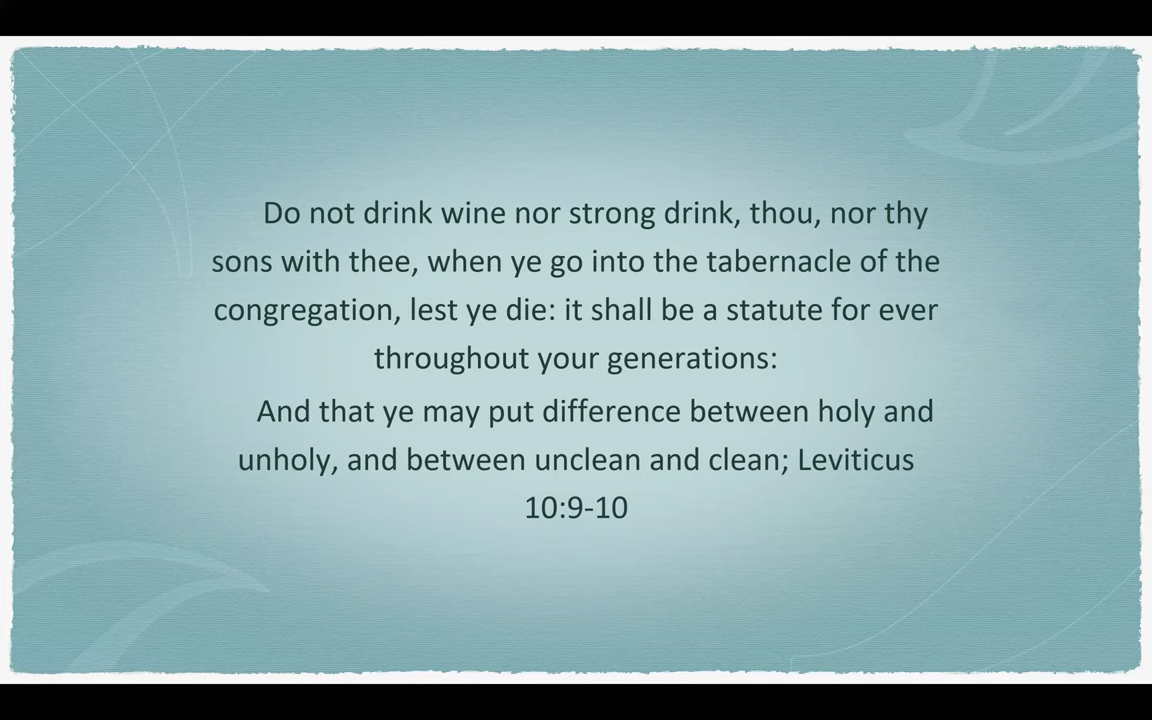 Do not drink wine nor strong drink, thou, nor thy
sons with thee, when ye go into the tabernacle of the
congregation, lest ye die: it shall be a statute for ever
throughout your generations:
And that ye may put difference between holy and
unholy, and between unclean and clean; Leviticus
10:9-10